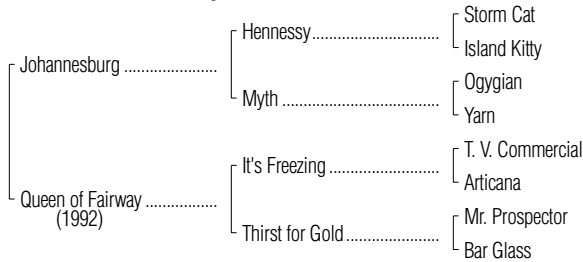 Storm Cat
Hennessy
Island Kitty
Johannesburg
Ogygian
Myth
Yarn
T. V. Commercial
It's Freezing
Articana
Queen of Fairway
(1992)
Mr. Prospector
Thirst for Gold
Bar Glass